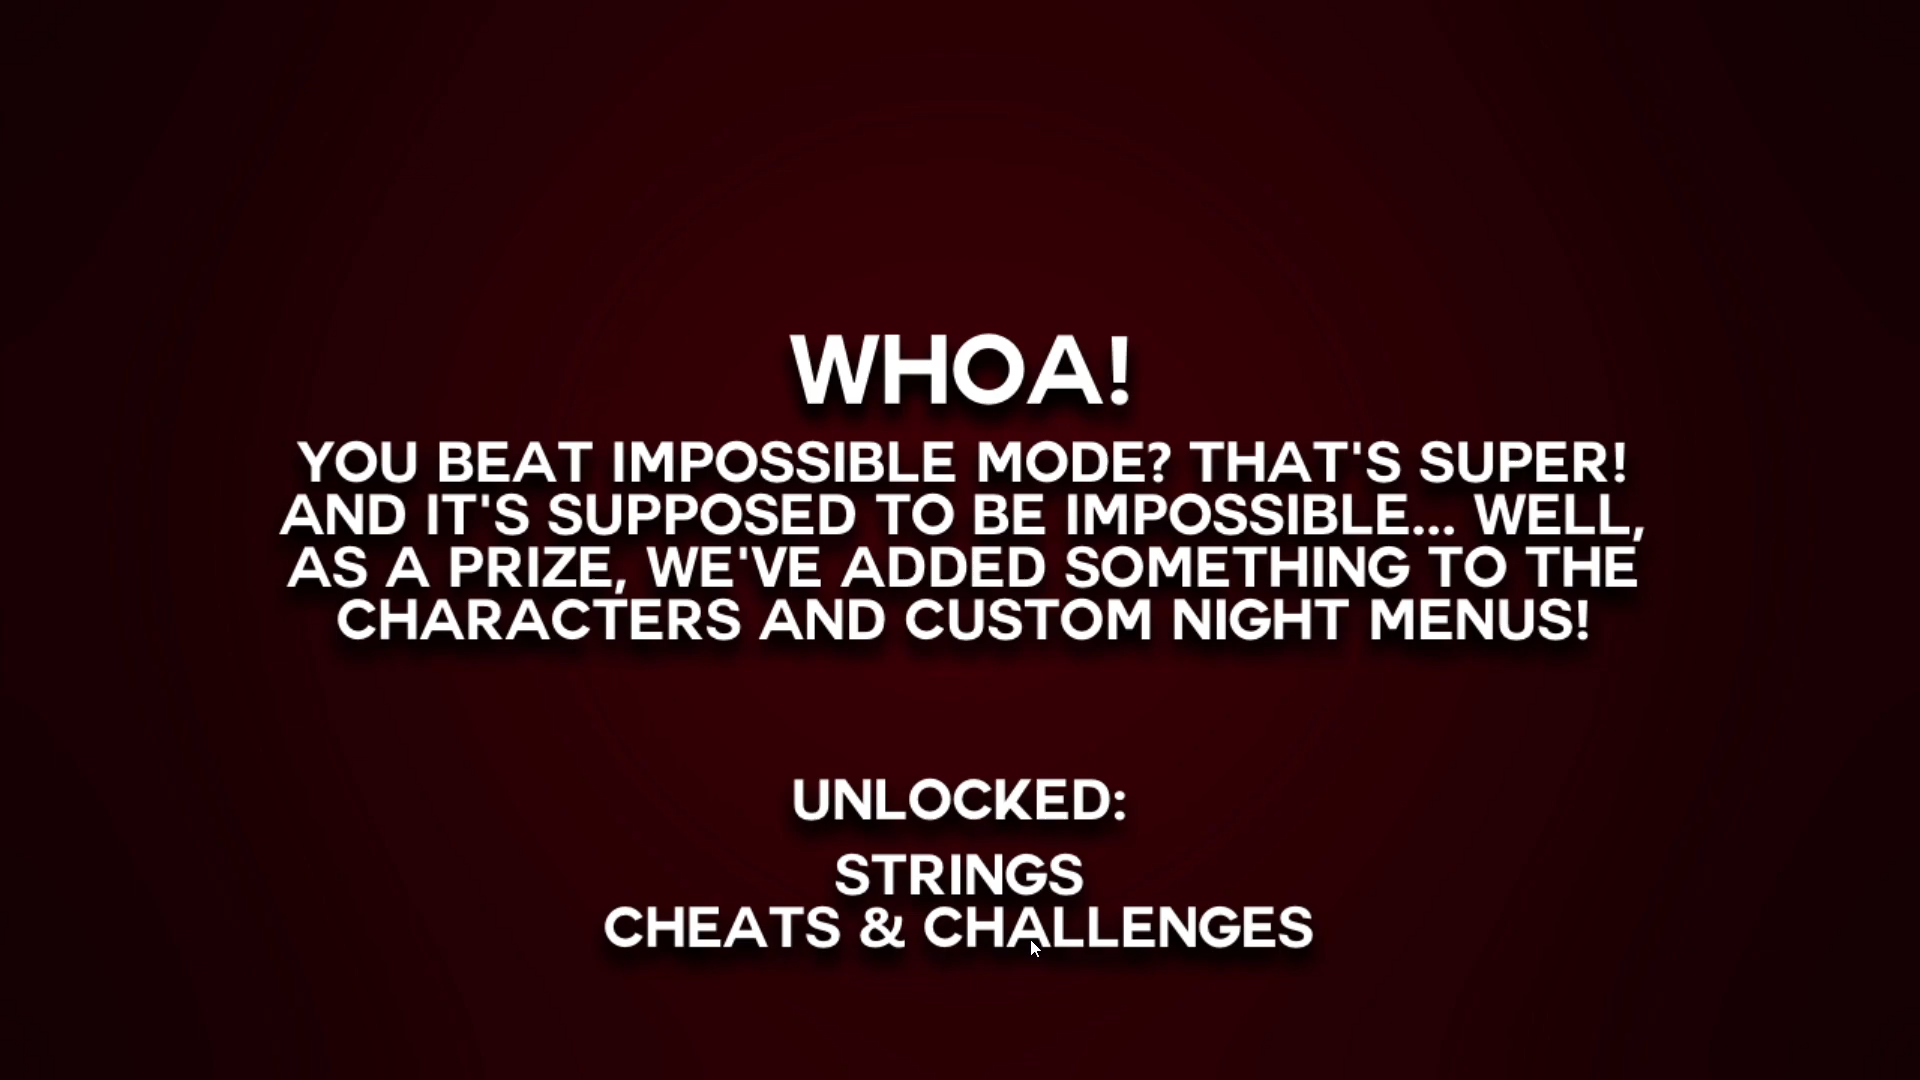 WHOA!
YOU BEAT IMPOSSIBLE MODE? THAT'S SUPER!
AND IT'S SUPPOSED TO BE IMPOSSIBLE... WELL,
AS A PRIZE, WE'VE ADDED SOMETHING TO THE
CHARACTERS AND CUSTOM NIGHT MENUS!
UNLOCKED:
STRINGS
CHEATS & CHALLENGES